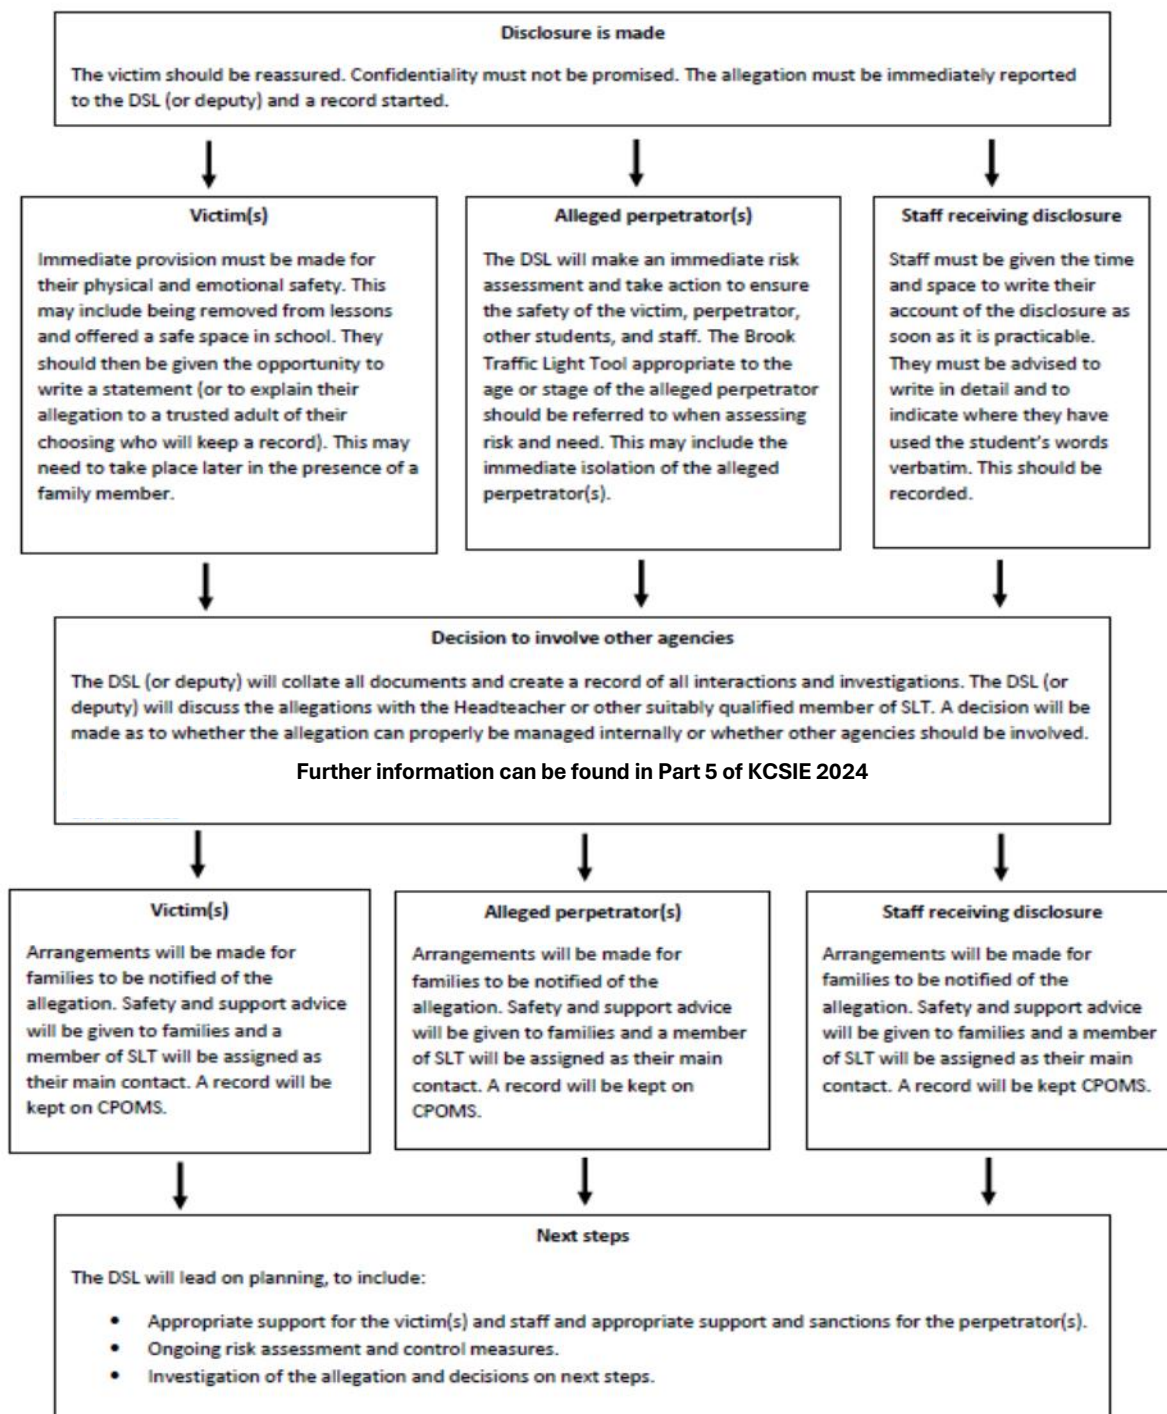 Disclosure is made
The victim should be reassured. Confidentiality must not be promised. The allegation must be immediately reported
to the DSL (or deputy) and a record started.
Victim(s)
Immediate provision must be made for
their physical and emotional safety. This
may include being removed from lessons
and offered a safe space in school. They
should then be given the opportunity to
write a statement (or to explain their
allegation to a trusted adult of their
choosing who will keep a record). This may
need to take place later in the presence of a
family member.
Alleged perpetrator(s)
The DSL will make an immediate risk
assessment and take action to ensure
the safety of the victim, perpetrator,
other students, and staff. The Brook
Traffic Light Tool appropriate to the
age or stage of the alleged perpetrator
should be referred to when assessing
risk and need. This may include the
immediate isolation of the alleged
perpetrator(s).
Staff receiving disclosure
Staff must be given the time
and space to write their
account of the disclosure as
soon as it is practicable.
They must be advised to
write in detail and to
indicate where they have
used the student's words
verbatim. This should be
recorded.
Decision to involve other agencies
The DSL (or deputy) will collate all documents and create a record of all interactions and investigations. The DSL (or
deputy) will discuss the allegations with the Headteacher or other suitably qualified member of SLT. A decision will be
made as to whether the allegation can properly be managed internally or whether other agencies should be involved.
Further information can be found in Part 5 of KCSIE 2024
Victim(s)
Arrangements will be made for
families to be notified of the
allegation. Safety and support advice
will be given to families and a
member of SLT will be assigned as
their main contact. A record will be
kept on CPOMS.
Alleged perpetrator(s)
Arrangements will be made for
families to be notified of the
allegation. Safety and support advice
will be given to families and a member
of SLT will be assigned as their main
contact. A record will be kept on
CPOMS.
Staff receiving disclosure
Arrangements will be made for
families to be notified of the
allegation. Safety and support advice
will be given to families and a member
of SLT will be assigned as their main
contact. A record will be kept CPOMS.
Next steps
The DSL will lead on planning, to include:
• Appropriate support for the victim(s) and staff and appropriate support and sanctions for the perpetrator(s).
• Ongoing risk assessment and control measures.
• Investigation of the allegation and decisions on next steps.